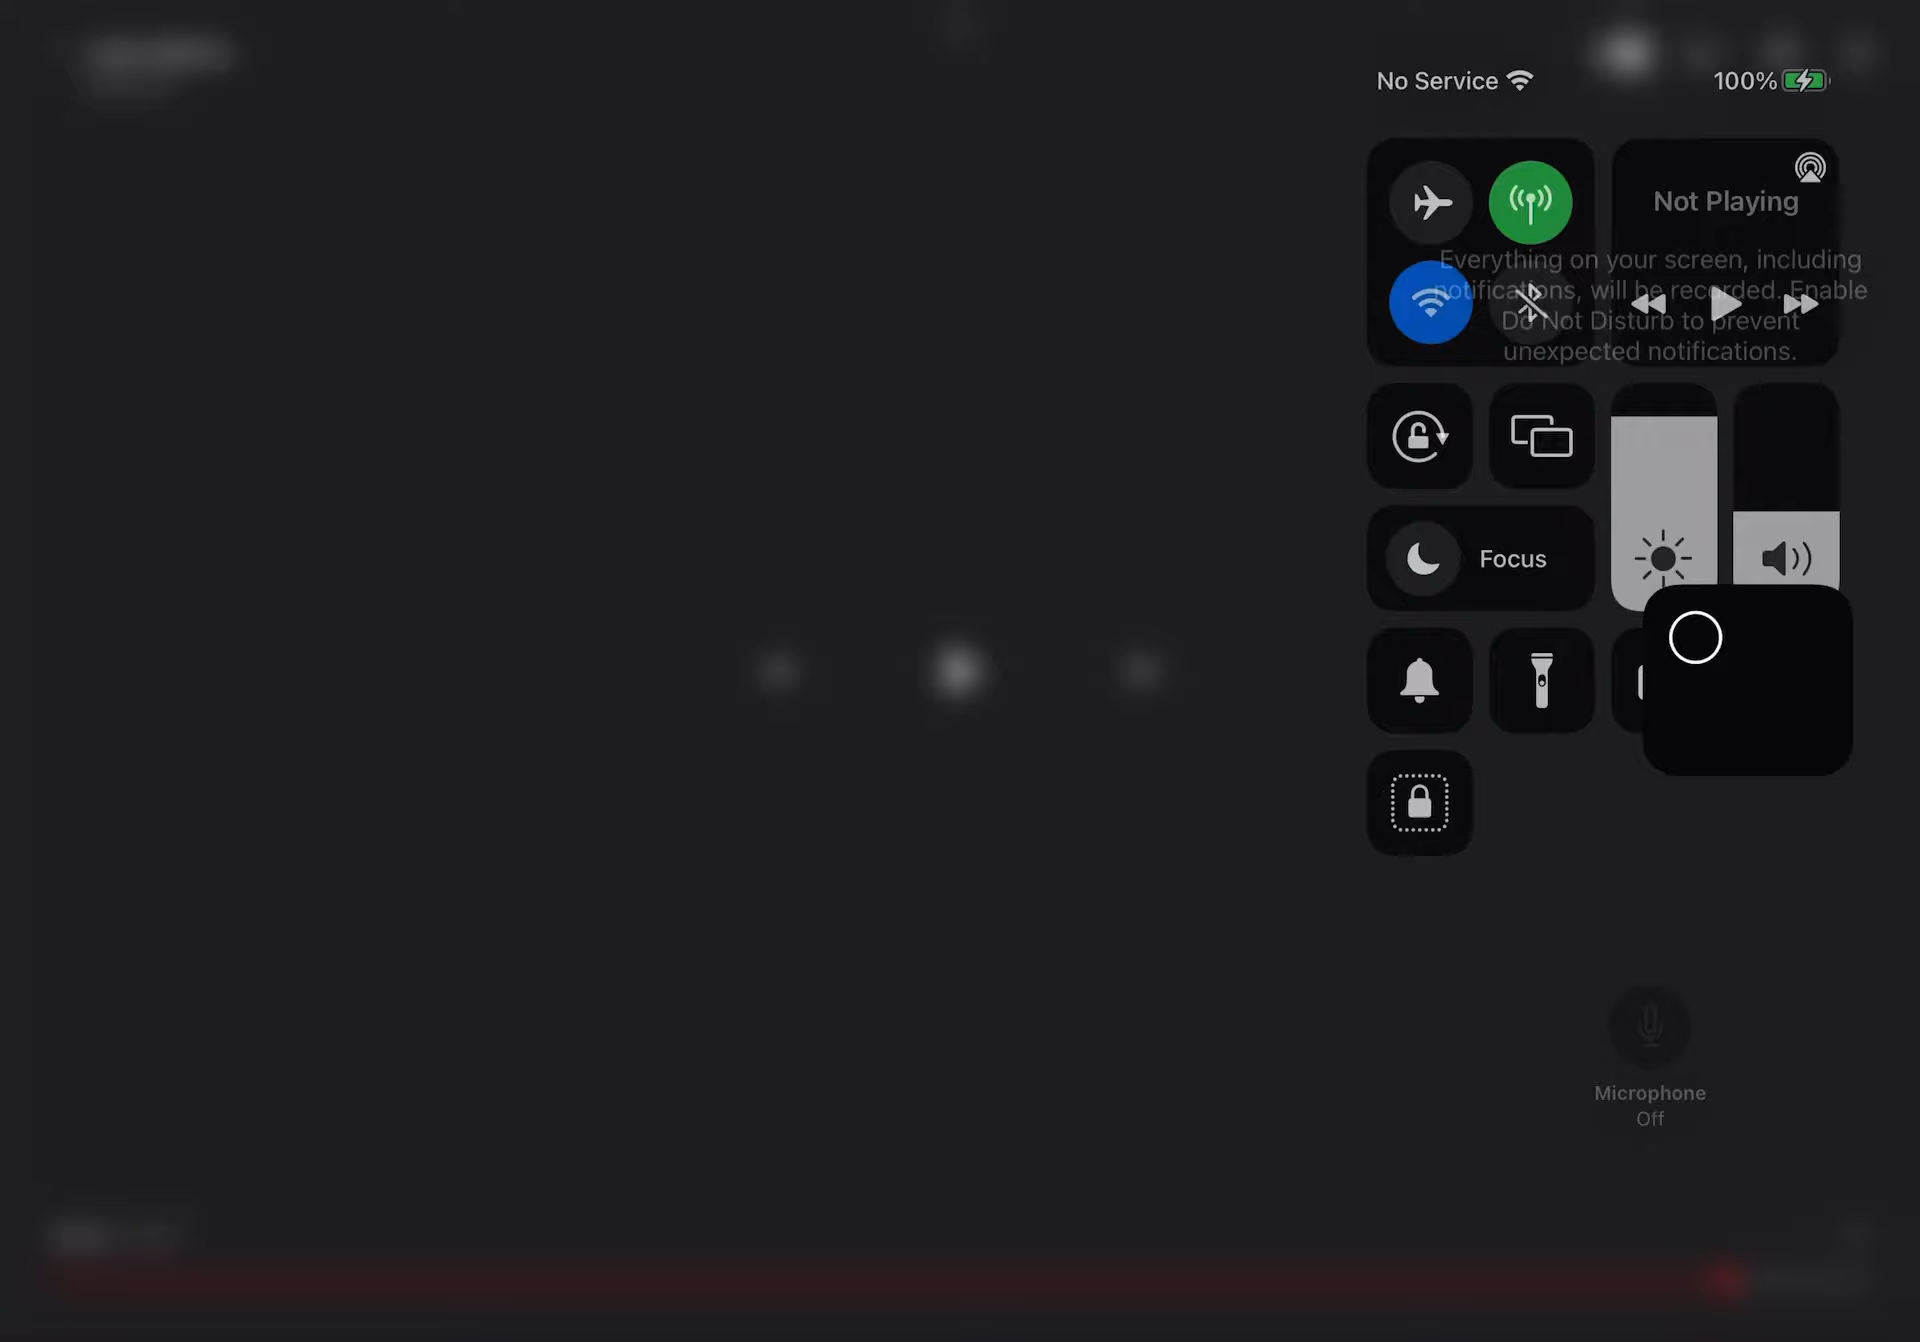 No Service
100%
Not Playing
Everything on your screen, including
notifications, will be recorded. Enable
Do Not Disturb to prevent
unexpected notifications.
Focus
Microphone
Off